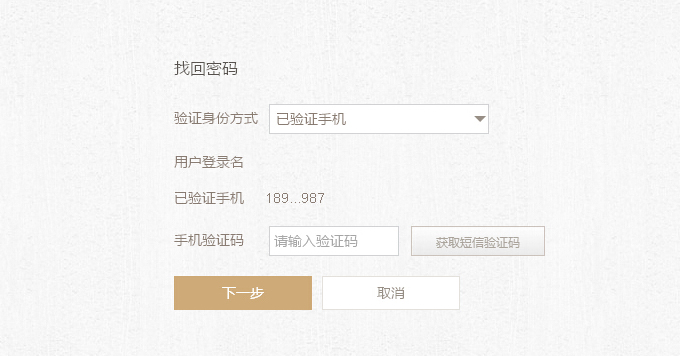 找回密码
验证身份方式 已验证手机
用户登录名
已验证手机 189...987
手机验证码 请输入验证码 获取短信验证码
下一步 取消